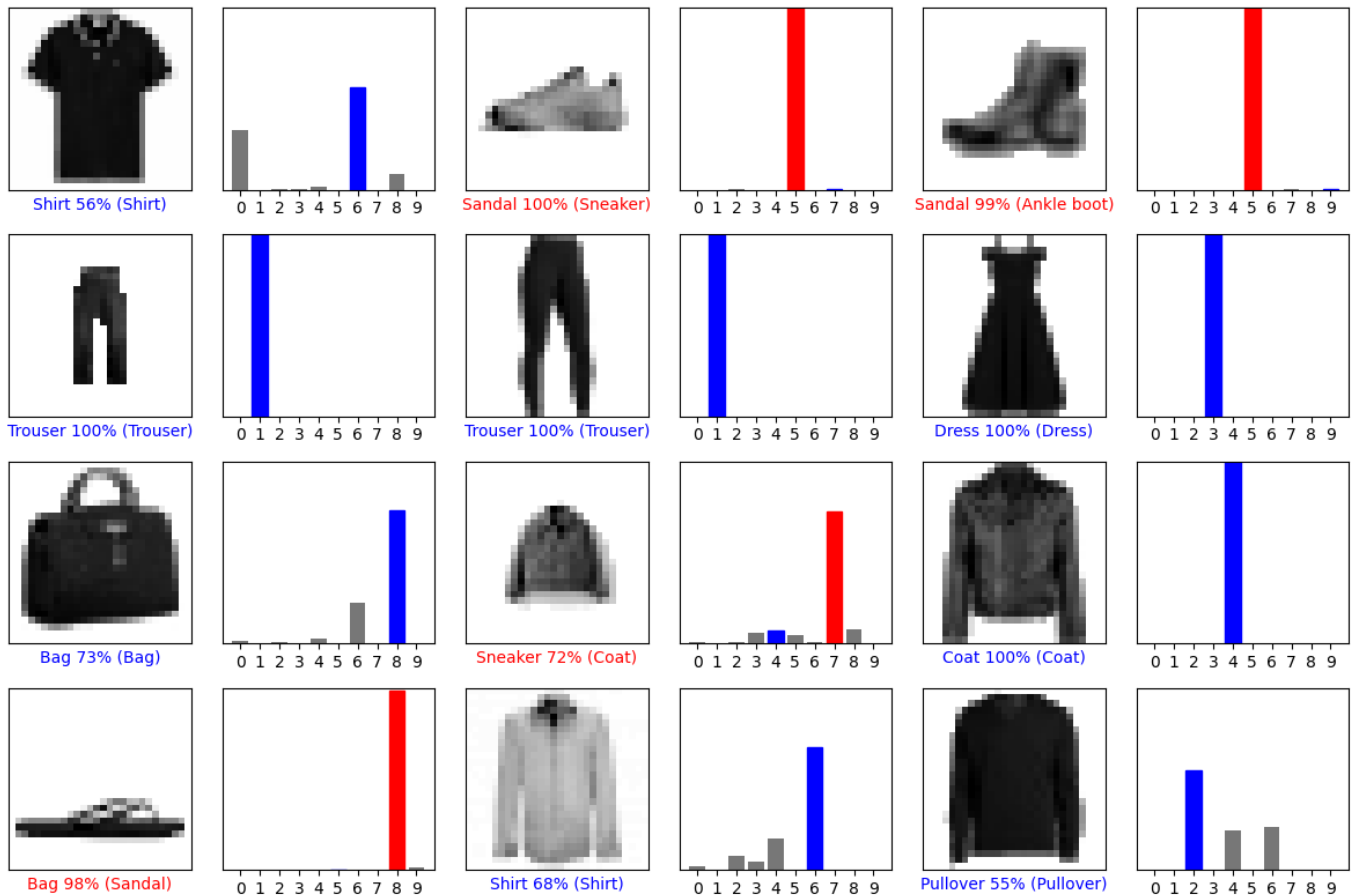 0 1 2 3 4 5 6 7 8 9
0 1 2 3 4 5 6 7 8 9
0 1 2 3 4 5 6 7 8 9
Shirt 56% (Shirt)
Sandal 100% (Sneaker)
Sandal 99% (Ankle boot)
0 1 2 3 4 5 6 7 8 9
0 1 2 3 4 5 6 7 8 9
0 1 2 3 4 5 6 7 8 9
Trouser 100% (Trouser)
Trouser 100% (Trouser)
Dress 100% (Dress)
0 1 2 3 4 5 6 7 8 9
0 1 2 3 4 5 6 7 8 9
0 1 2 3 4 5 6 7 8 9
Bag 73% (Bag)
Sneaker 72% (Coat)
Coat 100% (Coat)
0 1 2 3 4 5 6 7 8 9
0 1 2 3 4 5 6 7 8 9
0 1 2 3 4 5 6 7 8 9
Bag 98% (Sandal)
Shirt 68% (Shirt)
Pullover 55% (Pullover)